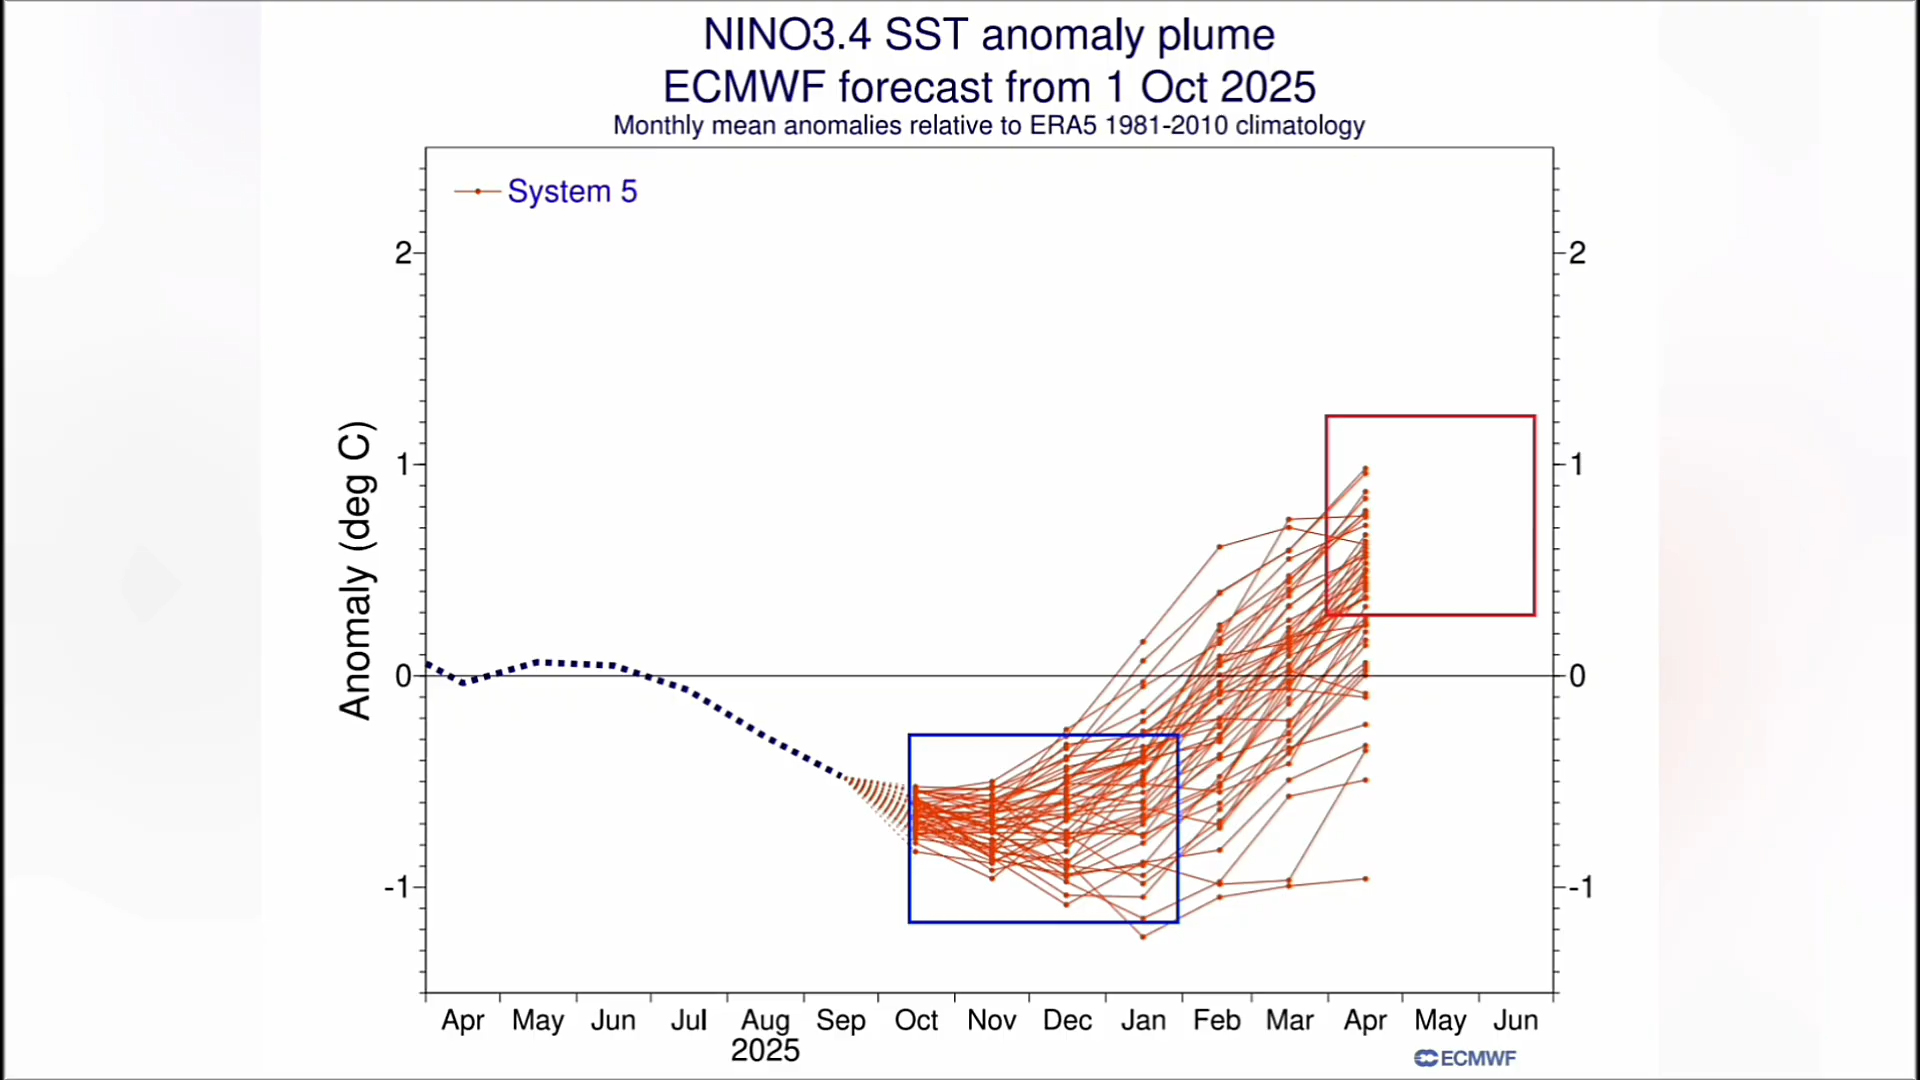 NINO3.4 SST anomaly plume
ECMWF forecast from 1 Oct 2025
Monthly mean anomalies relative to ERA5 1981-2010 climatology
System 5
2
2
1
1
0
0
-1
-1
Anomaly (deg C)
Apr May Jun Jul Aug Sep Oct Nov Dec Jan Feb Mar Apr May Jun
2025
ECMWF